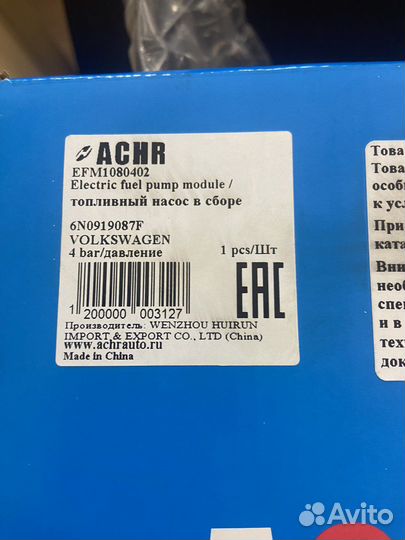 ACHR
EFM1080402
Electric fuel pump module /
топливный насос в сборе
6N0919087F
VOLKSWAGEN
4 bar/давление
1 pcs/Шт
EAC
1 200000 003127
Производитель: WENZHOU HUIRUN
IMPORT & EXPORT CO., LTD (China)
www.achrauto.ru
Made in China
Това
Това
особ
к усл
При
ката
Вни
необ
спе
и в
тех
док
Avito